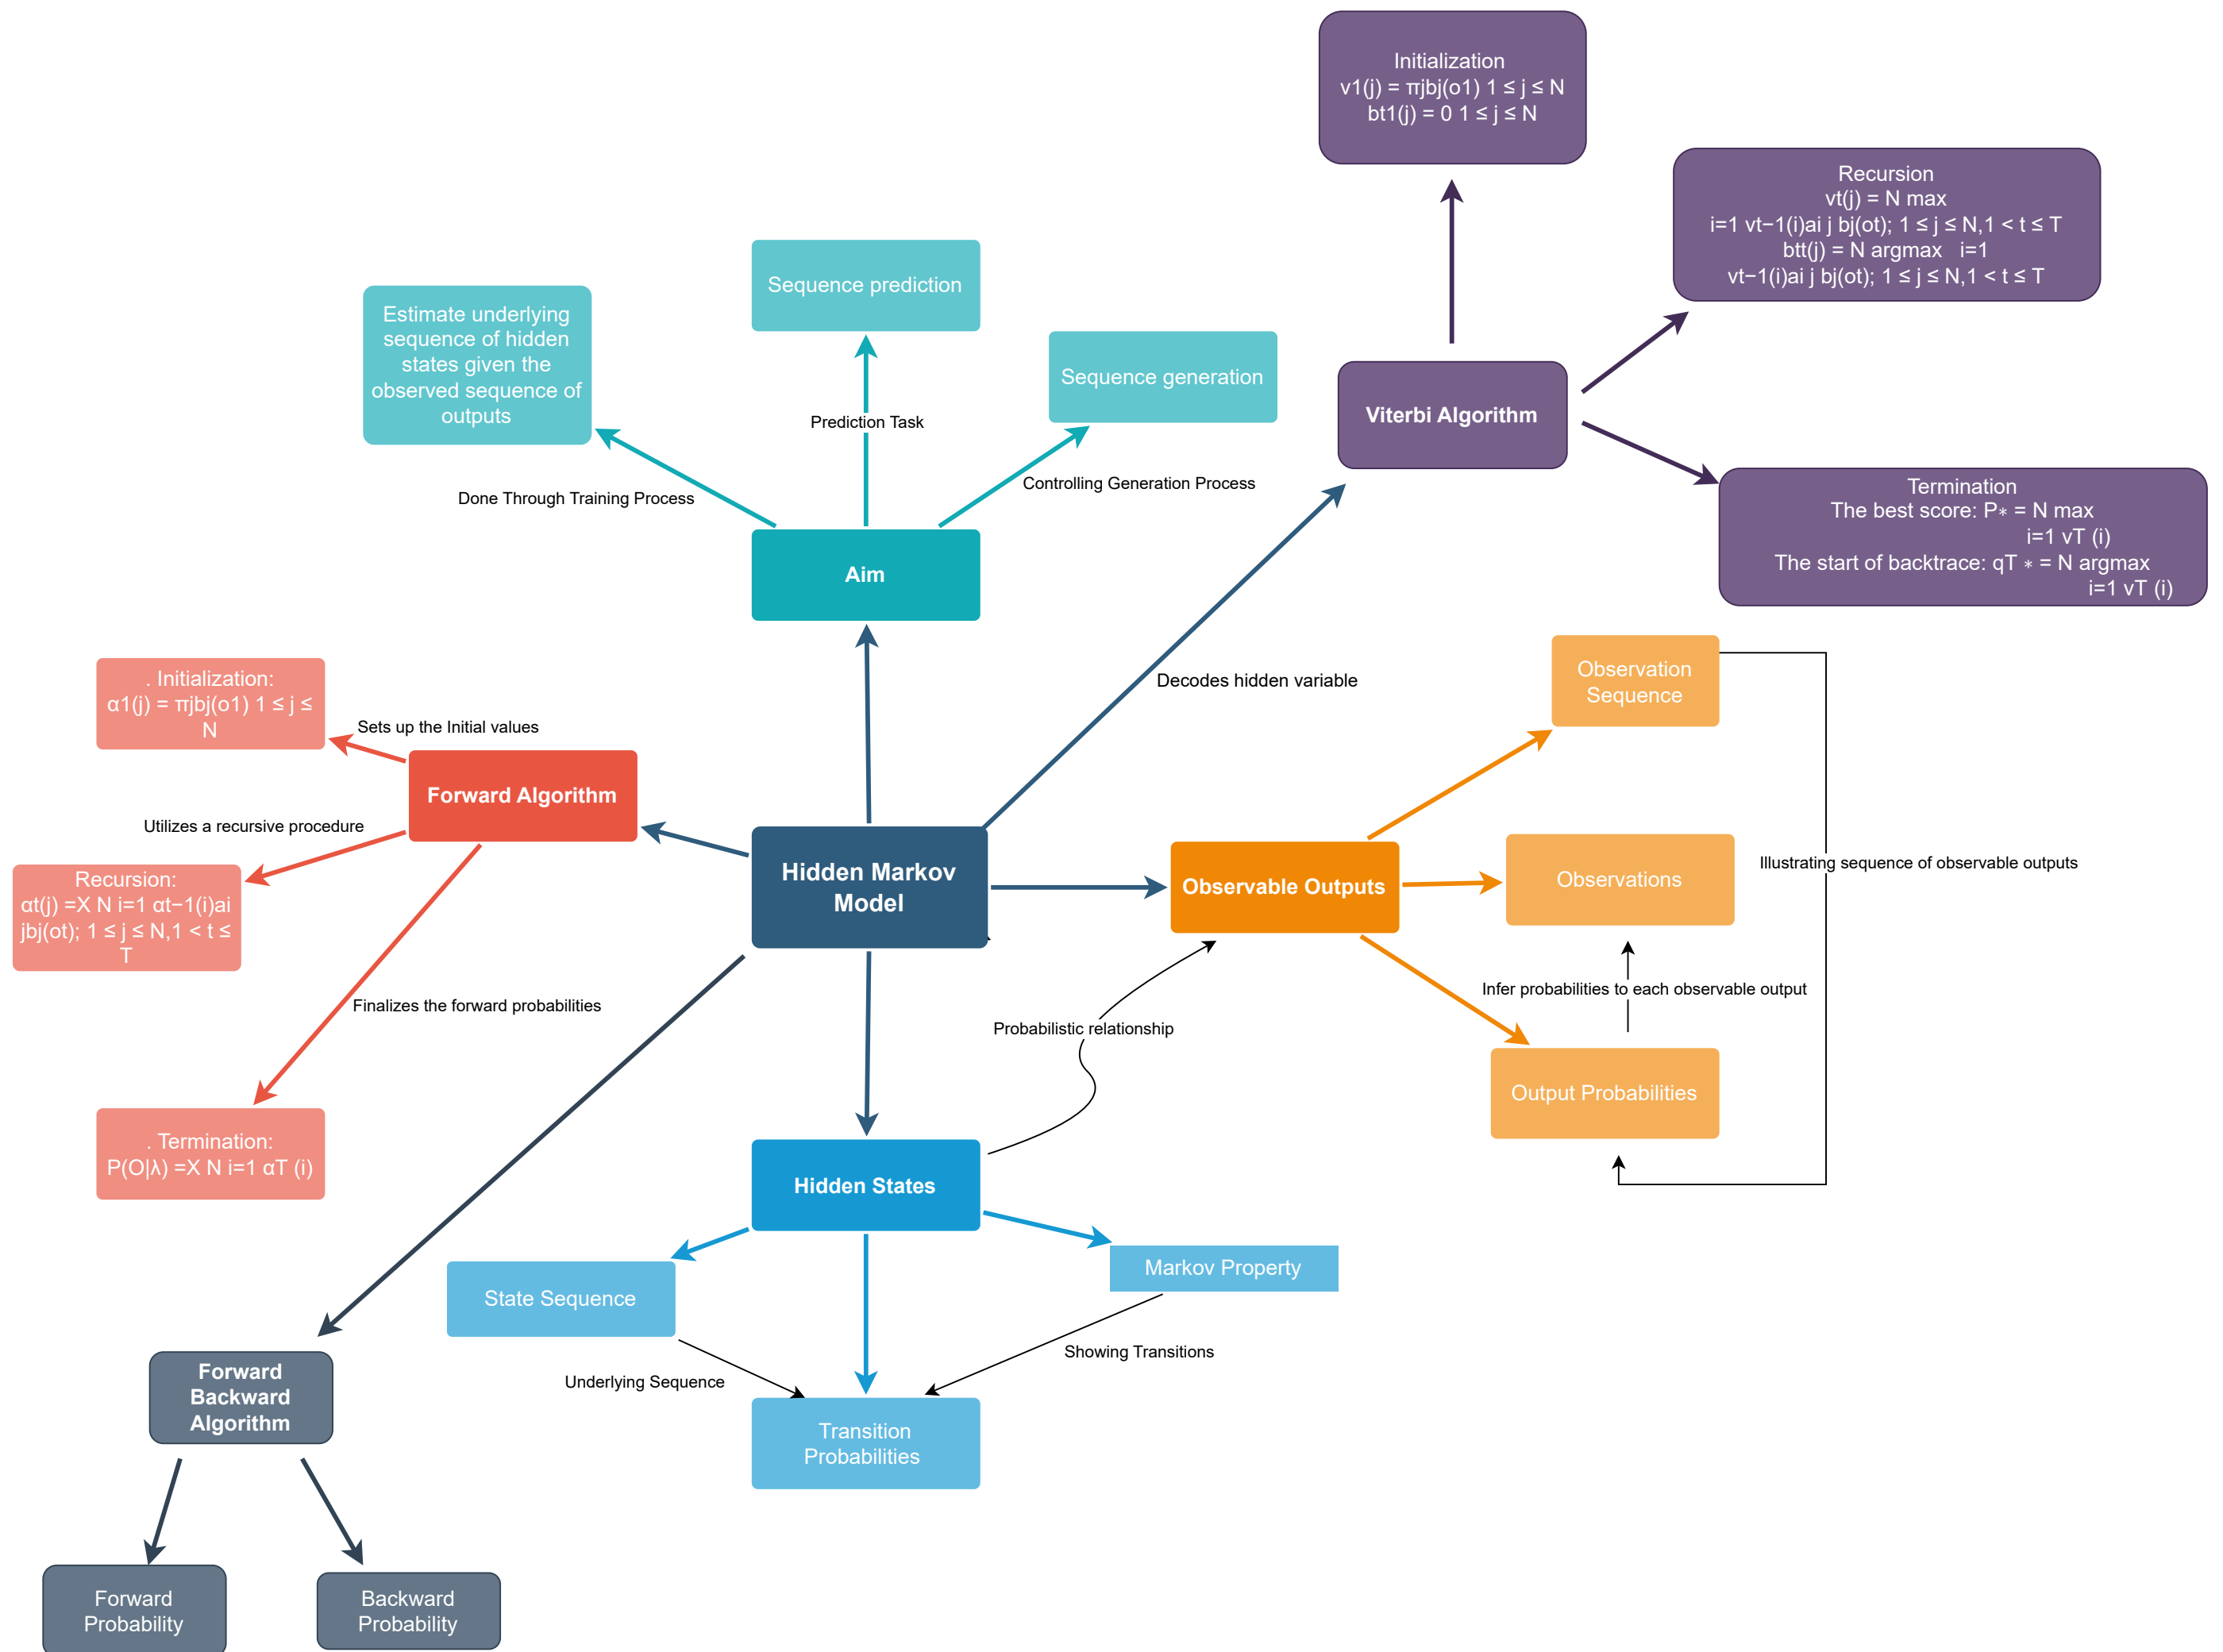 Initialization
v1(j) = πjbj(o1) 1 ≤ j ≤ N
bt1(j) = 0 1 ≤ j ≤ N
Recursion
vt(j) = N max
i=1 vt−1(i)ai j bj(ot); 1 ≤ j ≤ N,1 < t ≤ T
btt(j) = N argmax i=1
vt−1(i)ai j bj(ot); 1 ≤ j ≤ N,1 < t ≤ T
Sequence prediction
Estimate underlying
sequence of hidden
states given the
observed sequence of
outputs
Sequence generation
Viterbi Algorithm
Prediction Task
Controlling Generation Process
Done Through Training Process
Termination
The best score: P∗ = N max
i=1 vT (i)
The start of backtrace: qT ∗ = N argmax
i=1 vT (i)
Aim
Decodes hidden variable
Observation
Sequence
. Initialization:
α1(j) = πjbj(o1) 1 ≤ j ≤
N
Sets up the Initial values
Forward Algorithm
Utilizes a recursive procedure
Hidden Markov
Model
Observable Outputs
Observations
Illustrating sequence of observable outputs
Recursion:
αt(j) =X N i=1 αt−1(i)ai
jbj(ot); 1 ≤ j ≤ N,1 < t ≤
T
Finalizes the forward probabilities
Infer probabilities to each observable output
Probabilistic relationship
Output Probabilities
. Termination:
P(O|λ) =X N i=1 αT (i)
Hidden States
State Sequence
Markov Property
Showing Transitions
Underlying Sequence
Transition
Probabilities
Forward
Backward
Algorithm
Forward
Probability
Backward
Probability